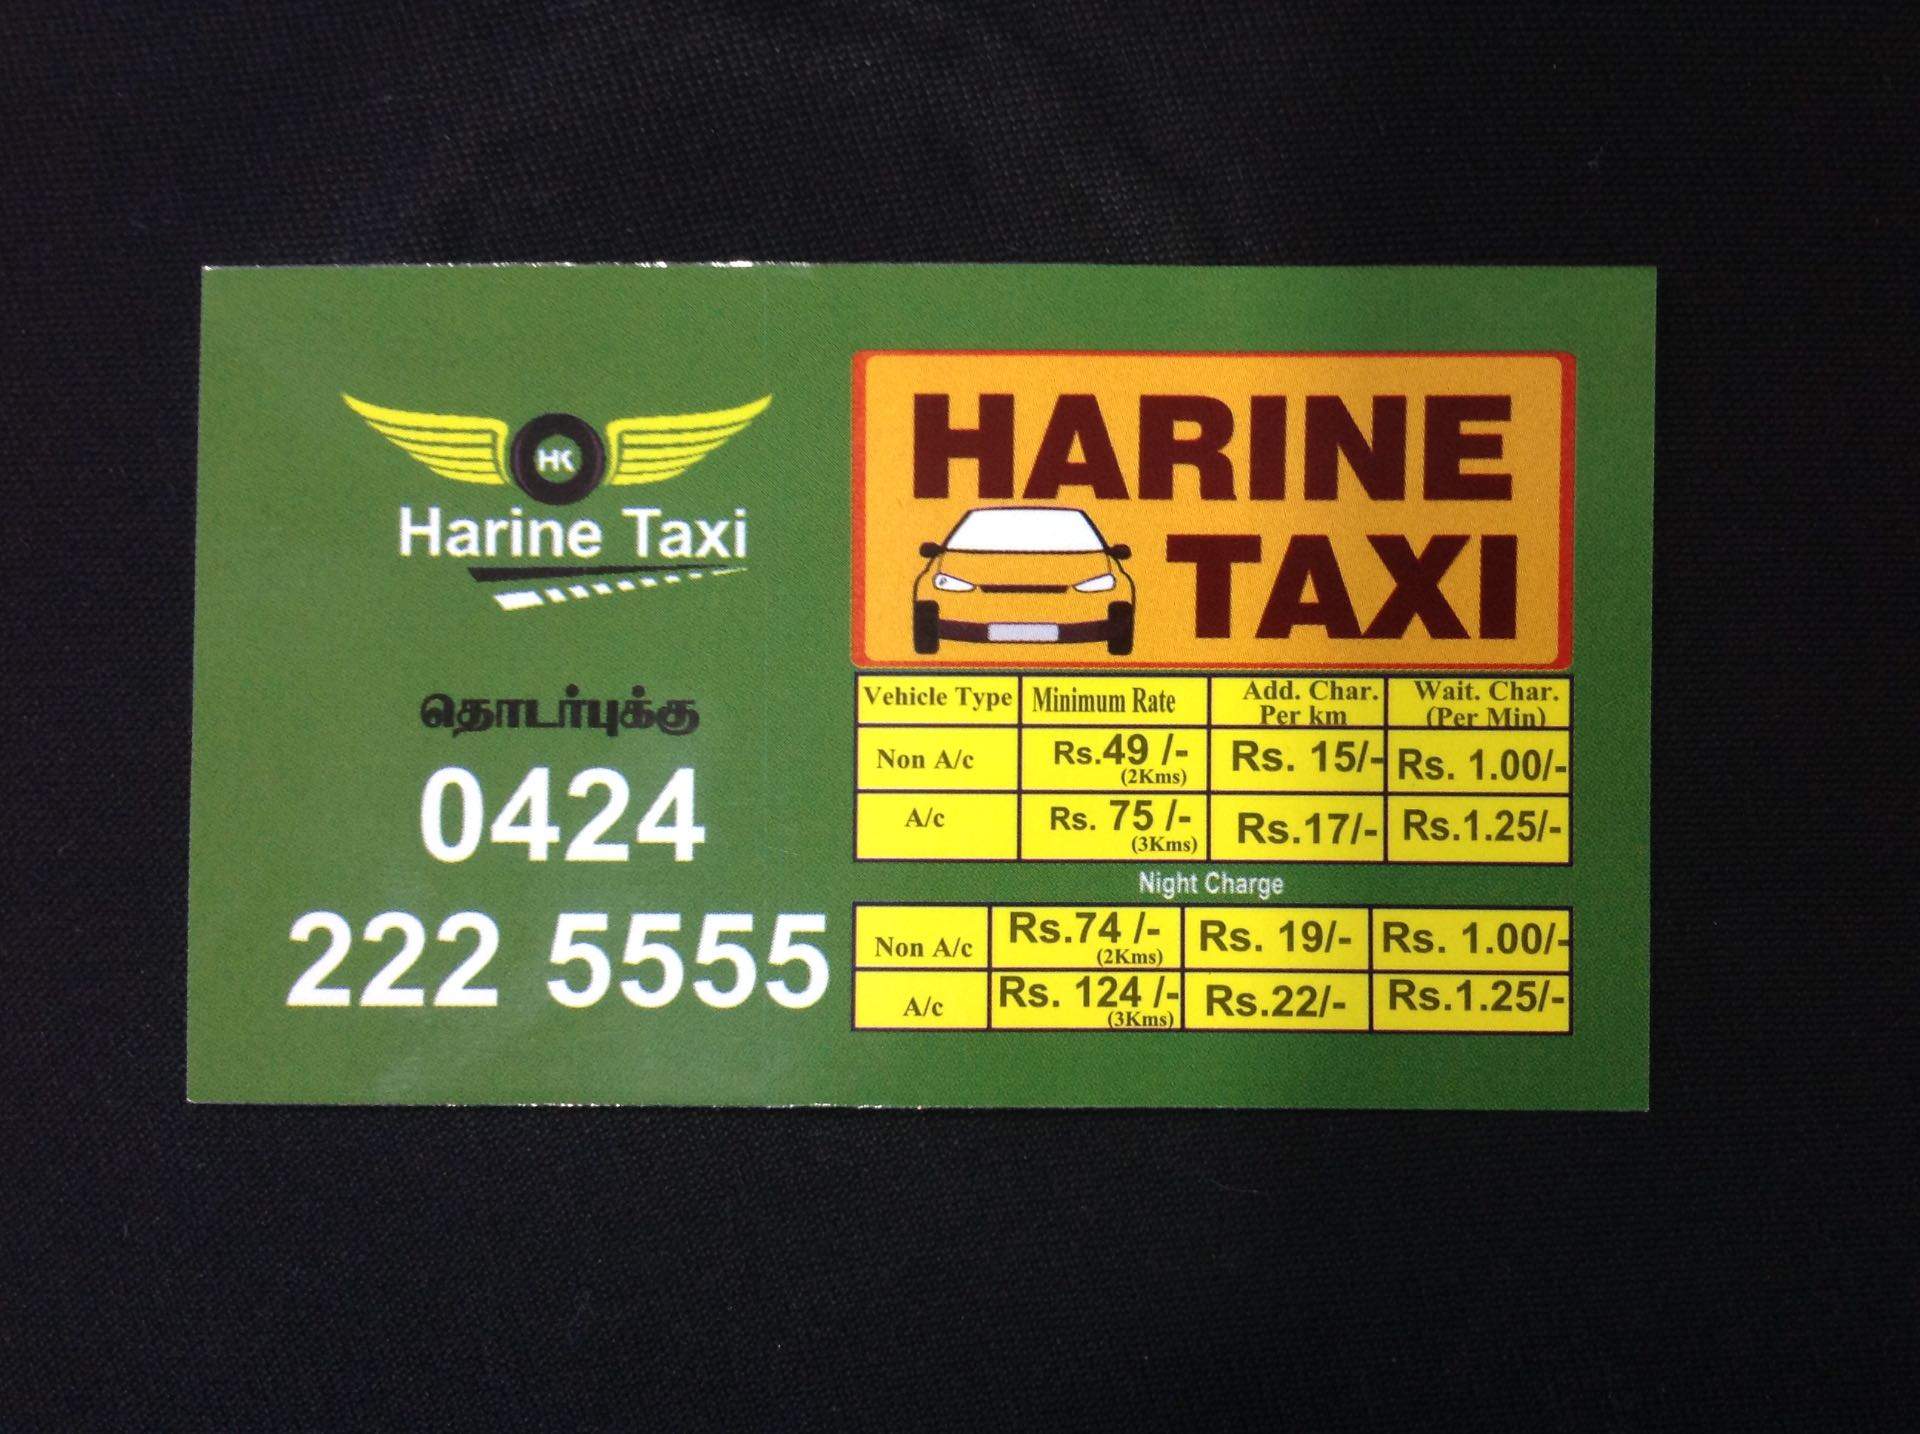 HK
Harine Taxi
தொடர்புக்கு
0424
222 5555
HARINE
TAXI
Vehicle Type Minimum Rate Add. Char. Per km Wait. Char. (Per Min)
Non A/c Rs.49 /- (2Kms) Rs. 15/- Rs. 1.00/-
A/c Rs. 75 /- (3Kms) Rs.17/- Rs.1.25/-
Night Charge
Non A/c Rs.74 /- (2Kms) Rs. 19/- Rs. 1.00/-
A/c Rs. 124 /- (3Kms) Rs.22/- Rs.1.25/-